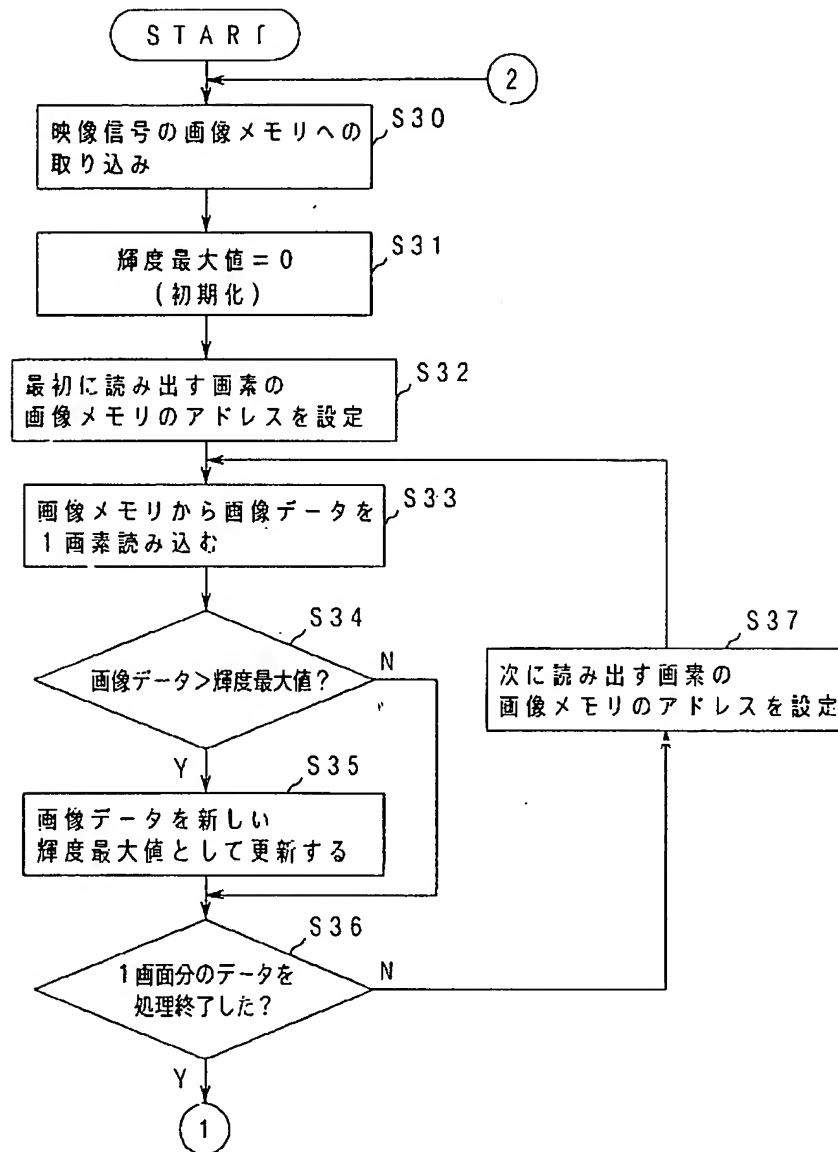 START
2
S30
映像信号の画像メモリへの
取り込み
S31
輝度最大値=0
(初期化)
S32
最初に読み出す画素の
画像メモリのアドレスを設定
S33
画像メモリから画像データを
1画素読み込む
S34
画像データ>輝度最大値?
N
Y
S35
画像データを新しい
輝度最大値として更新する
S36
1画面分のデータを
処理終了した?
N
Y
S37
次に読み出す画素の
画像メモリのアドレスを設定
1